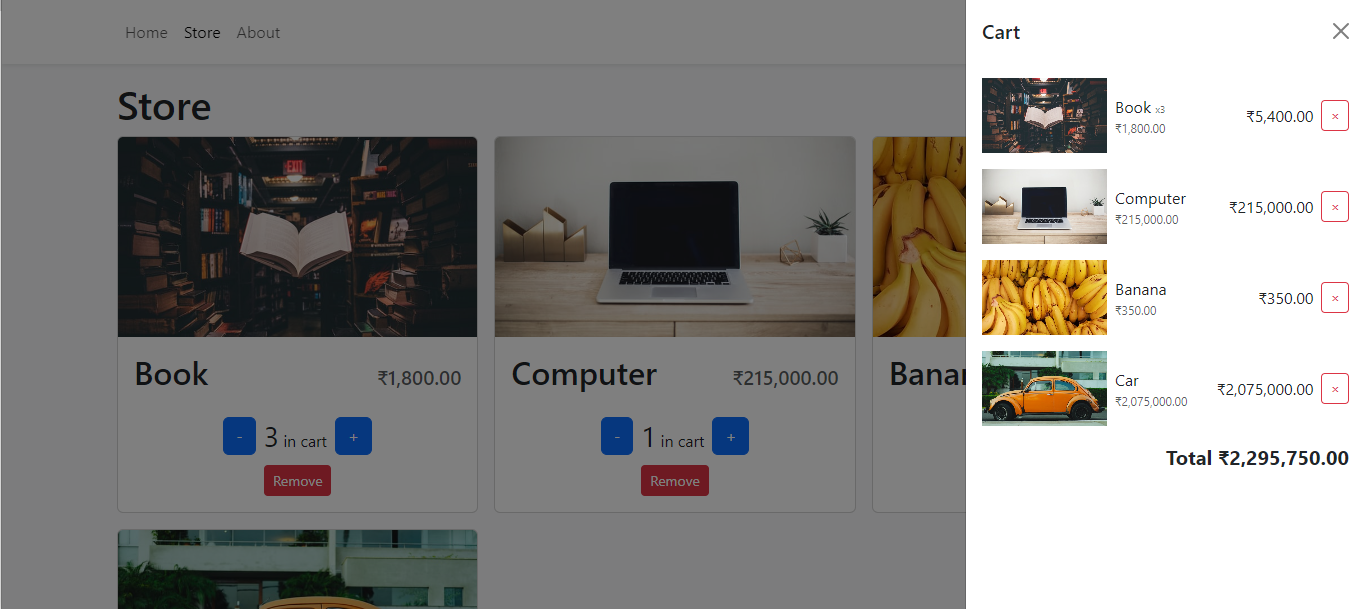 Home Store About
Store
EXIT
Book ₹1,800.00
- 3 in cart +
Remove
Computer ₹215,000.00
- 1 in cart +
Remove
Cart ×
Book x3 ₹5,400.00 ×
₹1,800.00
Computer ₹215,000.00 ×
₹215,000.00
Banana ₹350.00 ×
₹350.00
Car ₹2,075,000.00 ×
₹2,075,000.00
Total ₹2,295,750.00